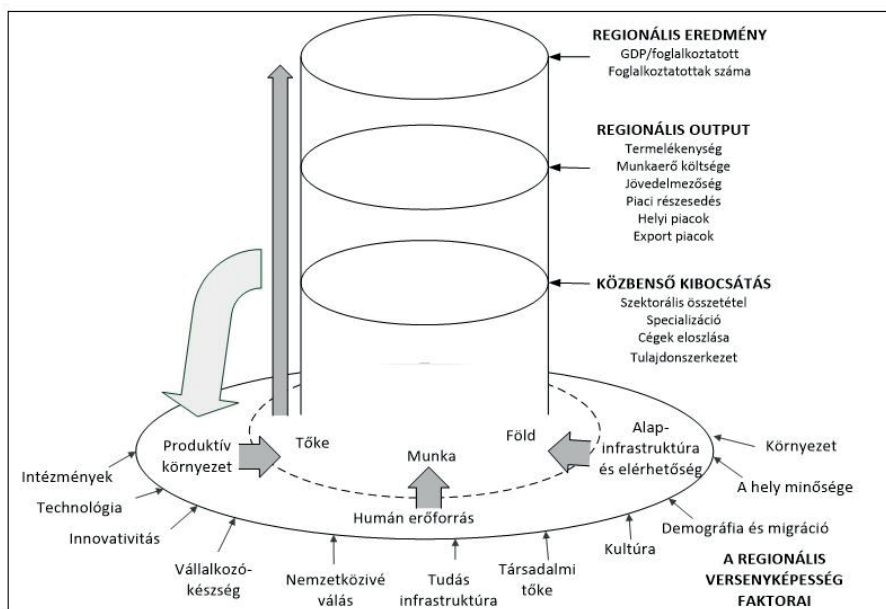 REGIONÁLIS EREDMÉNY
GDP/foglalkoztatott
Foglalkoztatottak száma
REGIONÁLIS OUTPUT
Termelékenység
Munkaerő költsége
Jövedelmezőség
Piaci részesedés
Helyi piacok
Export piacok
KÖZBENSŐ KIBOCSÁTÁS
Szektorális összetétel
Specializáció
Cégek eloszlása
Tulajdonszerkezet
Produktív
környezet
Tőke
Munka
Föld
Alap-
infrastruktúra
és elérhetőség
Humán erőforrás
Intézmények
Technológia
Innovativitás
Vállalkozó-
készség
Nemzetközivé
válás
Tudás
infrastruktúra
Társadalmi
tőke
Kultúra
Demográfia és migráció
A hely minősége
Környezet
A REGIONÁLIS
VERSENYKÉPESSÉG
FAKTORAI